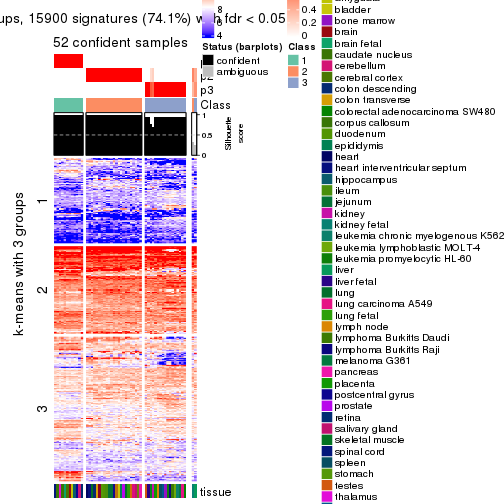 ups, 15900 signatures (74.1%) with fdr < 0.05
52 confident samples
p2
p3
Class
1
0.5
0
Silhouette
score
k-means with 3 groups
1
2
3
tissue
8
6
4
Status (barplots)
confident
ambiguous
0.4
0.2
0
Class
1
2
3
bladder
bone marrow
brain
brain fetal
caudate nucleus
cerebellum
cerebral cortex
colon descending
colon transverse
colorectal adenocarcinoma SW480
corpus callosum
duodenum
epididymis
heart
heart interventricular septum
hippocampus
ileum
jejunum
kidney
kidney fetal
leukemia chronic myelogenous K562
leukemia lymphoblastic MOLT-4
leukemia promyelocytic HL-60
liver
liver fetal
lung
lung carcinoma A549
lung fetal
lymph node
lymphoma Burkitts Daudi
lymphoma Burkitts Raji
melanoma G361
pancreas
placenta
postcentral gyrus
prostate
retina
salivary gland
skeletal muscle
spinal cord
spleen
stomach
testes
thalamus